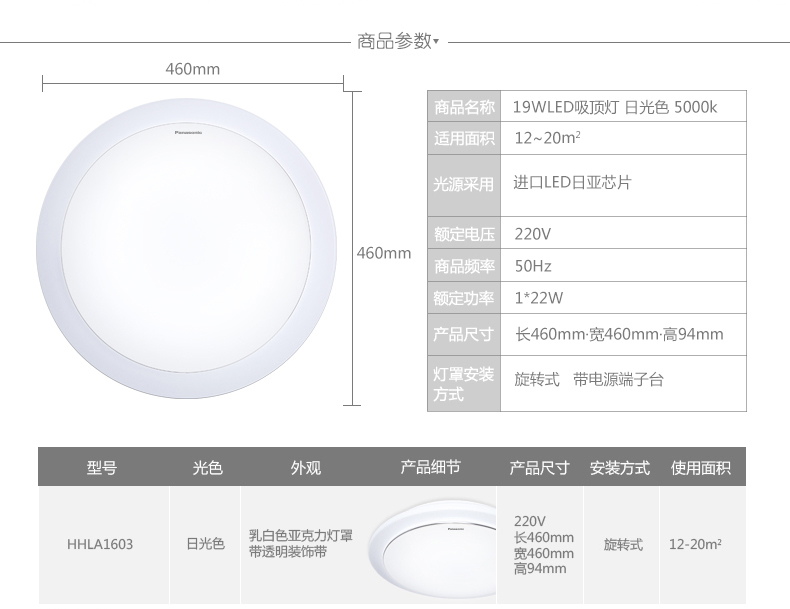 商品参数
460mm
Panasonic
460mm
商品名称 19WLED吸顶灯 日光色 5000k
适用面积 12~20m²
光源采用 进口LED日亚芯片
额定电压 220V
商品频率 50Hz
额定功率 1*22W
产品尺寸 长460mm·宽460mm·高94mm
灯罩安装
方式 旋转式 带电源端子台
型号 光色 外观 产品细节 产品尺寸 安装方式 使用面积
HHLA1603 日光色 乳白色亚克力灯罩
带透明装饰带
Panasonic
220V
长460mm
宽460mm
高94mm
旋转式 12-20m²